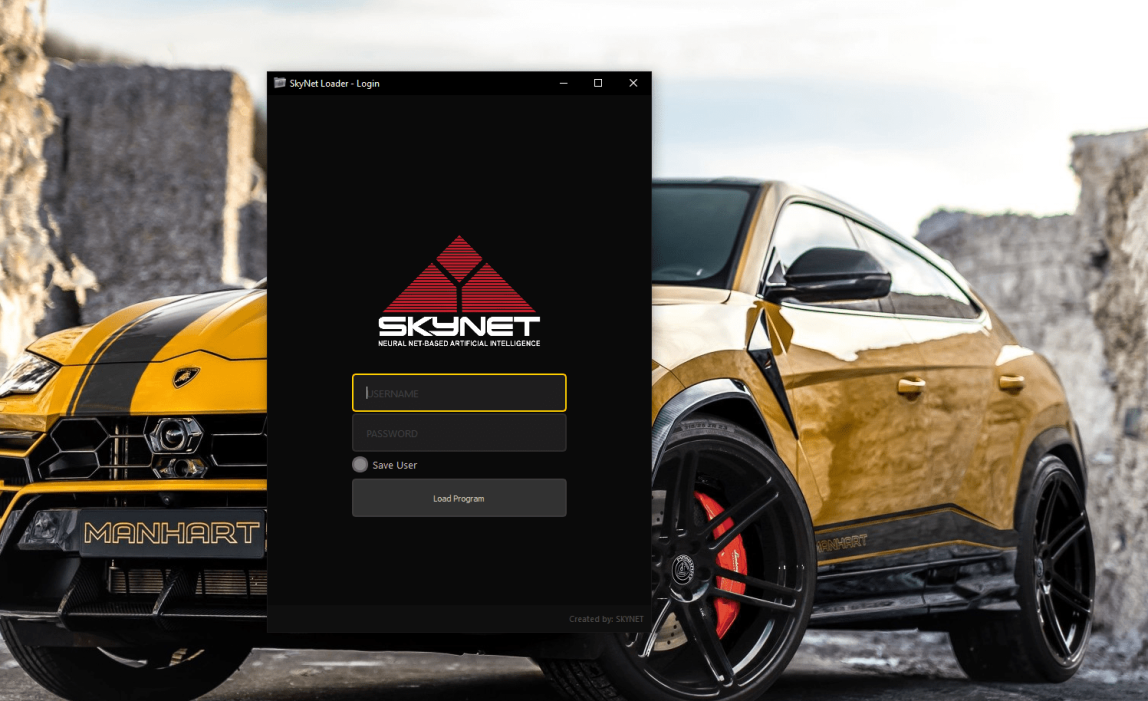 SkyNet Loader - Login
SKYNET
NEURAL NET-BASED ARTIFICIAL INTELLIGENCE
USERNAME
PASSWORD
Save User
Load Program
MANHART
MANHART
Created by: SKYNET